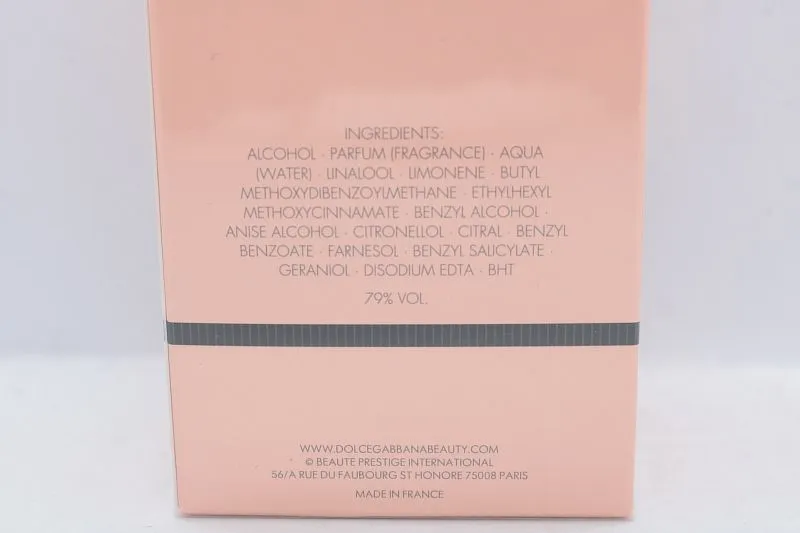 INGREDIENTS:
ALCOHOL · PARFUM (FRAGRANCE) · AQUA
(WATER) · LINALOOL · LIMONENE · BUTYL
METHOXYDIBENZOYLMETHANE · ETHYLHEXYL
METHOXYCINNAMATE · BENZYL ALCOHOL ·
ANISE ALCOHOL · CITRONELLOL · CITRAL · BENZYL
BENZOATE · FARNESOL · BENZYL SALICYLATE ·
GERANIOL · DISODIUM EDTA · BHT
79% VOL.
WWW.DOLCEGABBANABEAUTY.COM
© BEAUTE PRESTIGE INTERNATIONAL
56/A RUE DU FAUBOURG ST HONORE 75008 PARIS
MADE IN FRANCE